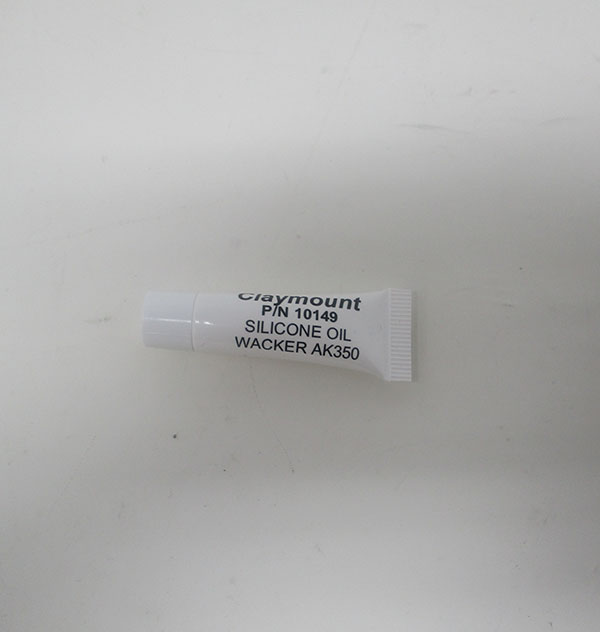 Claymount
P/N 10149
SILICONE OIL
WACKER AK350